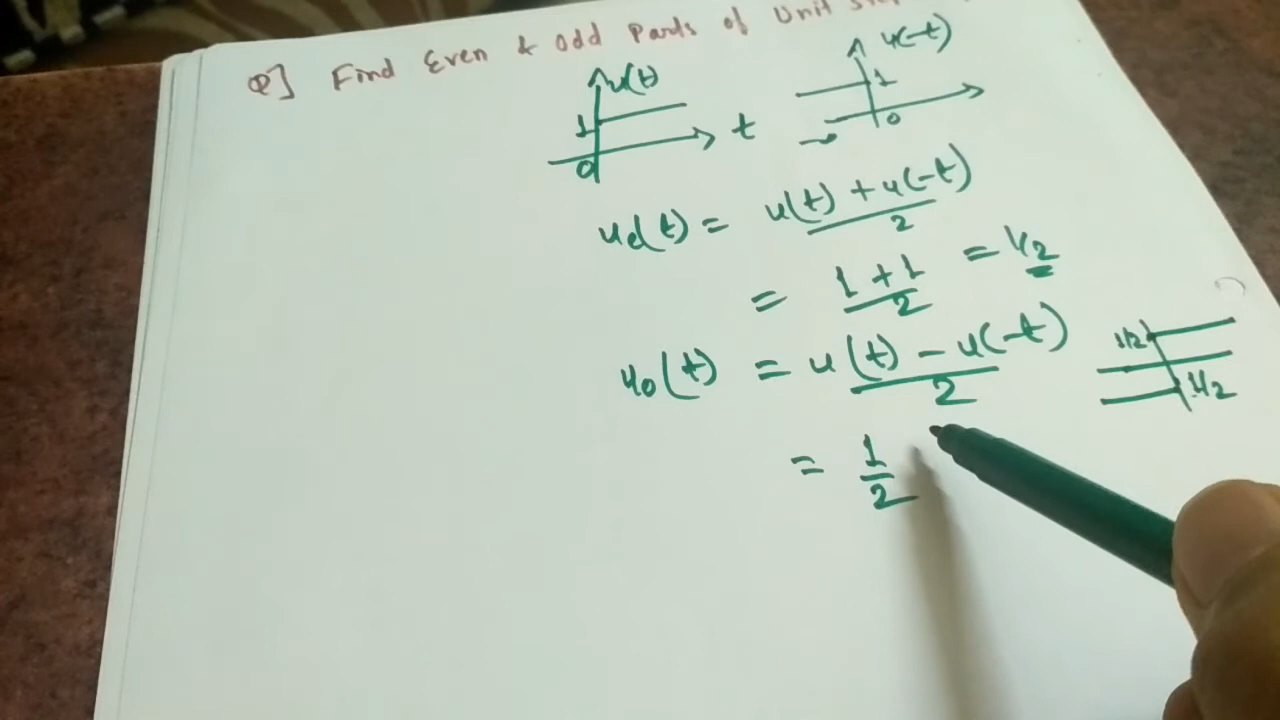 Q] Find Even & Odd Parts of Unit
u(t)
1
0
t
u(-t)
1
0
ue(t) = u(t) + u(-t) / 2
= 1 + 1 / 2 = 1/2
uo(t) = u(t) - u(-t) / 2
1/2
-1/2
= 1/2